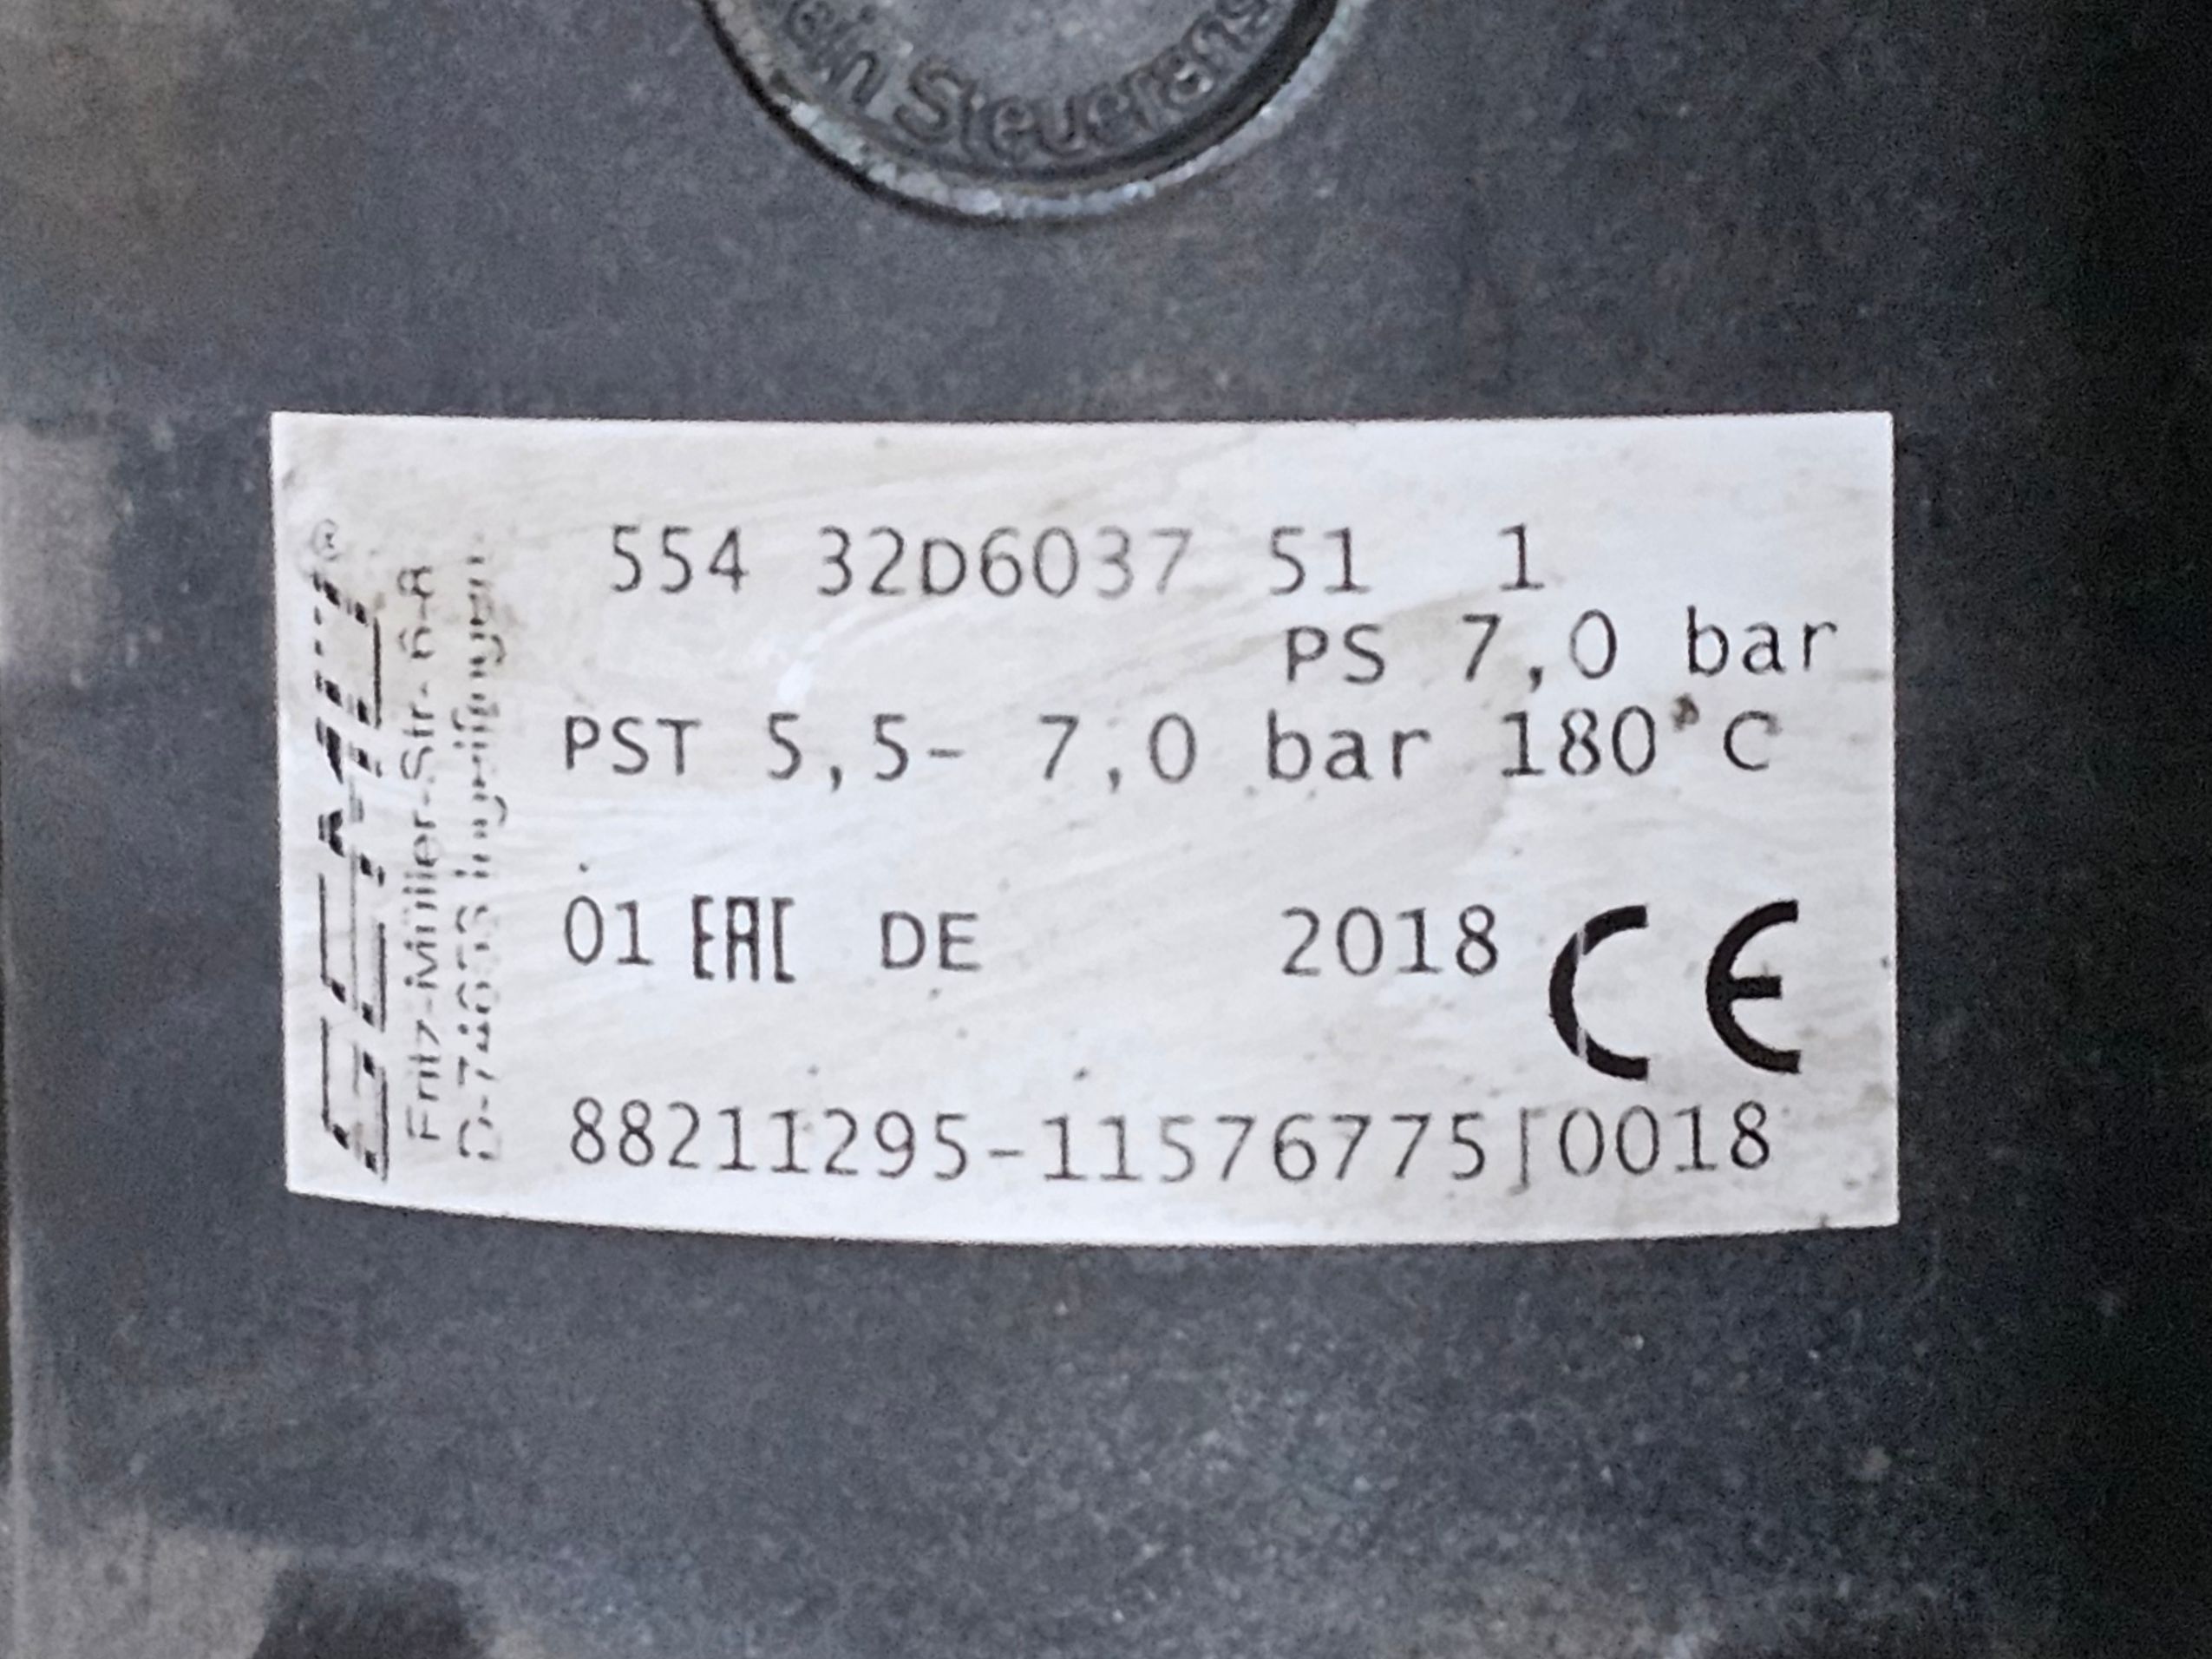 Steuerans
554 32D6037 51 1
PS 7,0 bar
PST 5,5- 7,0 bar 180°C
01 EAC DE 2018 CE
88211295-11576775 0018
GEMÜ®
Fritz-Müller-Str. 6-8
D-74653 Ingelfingen